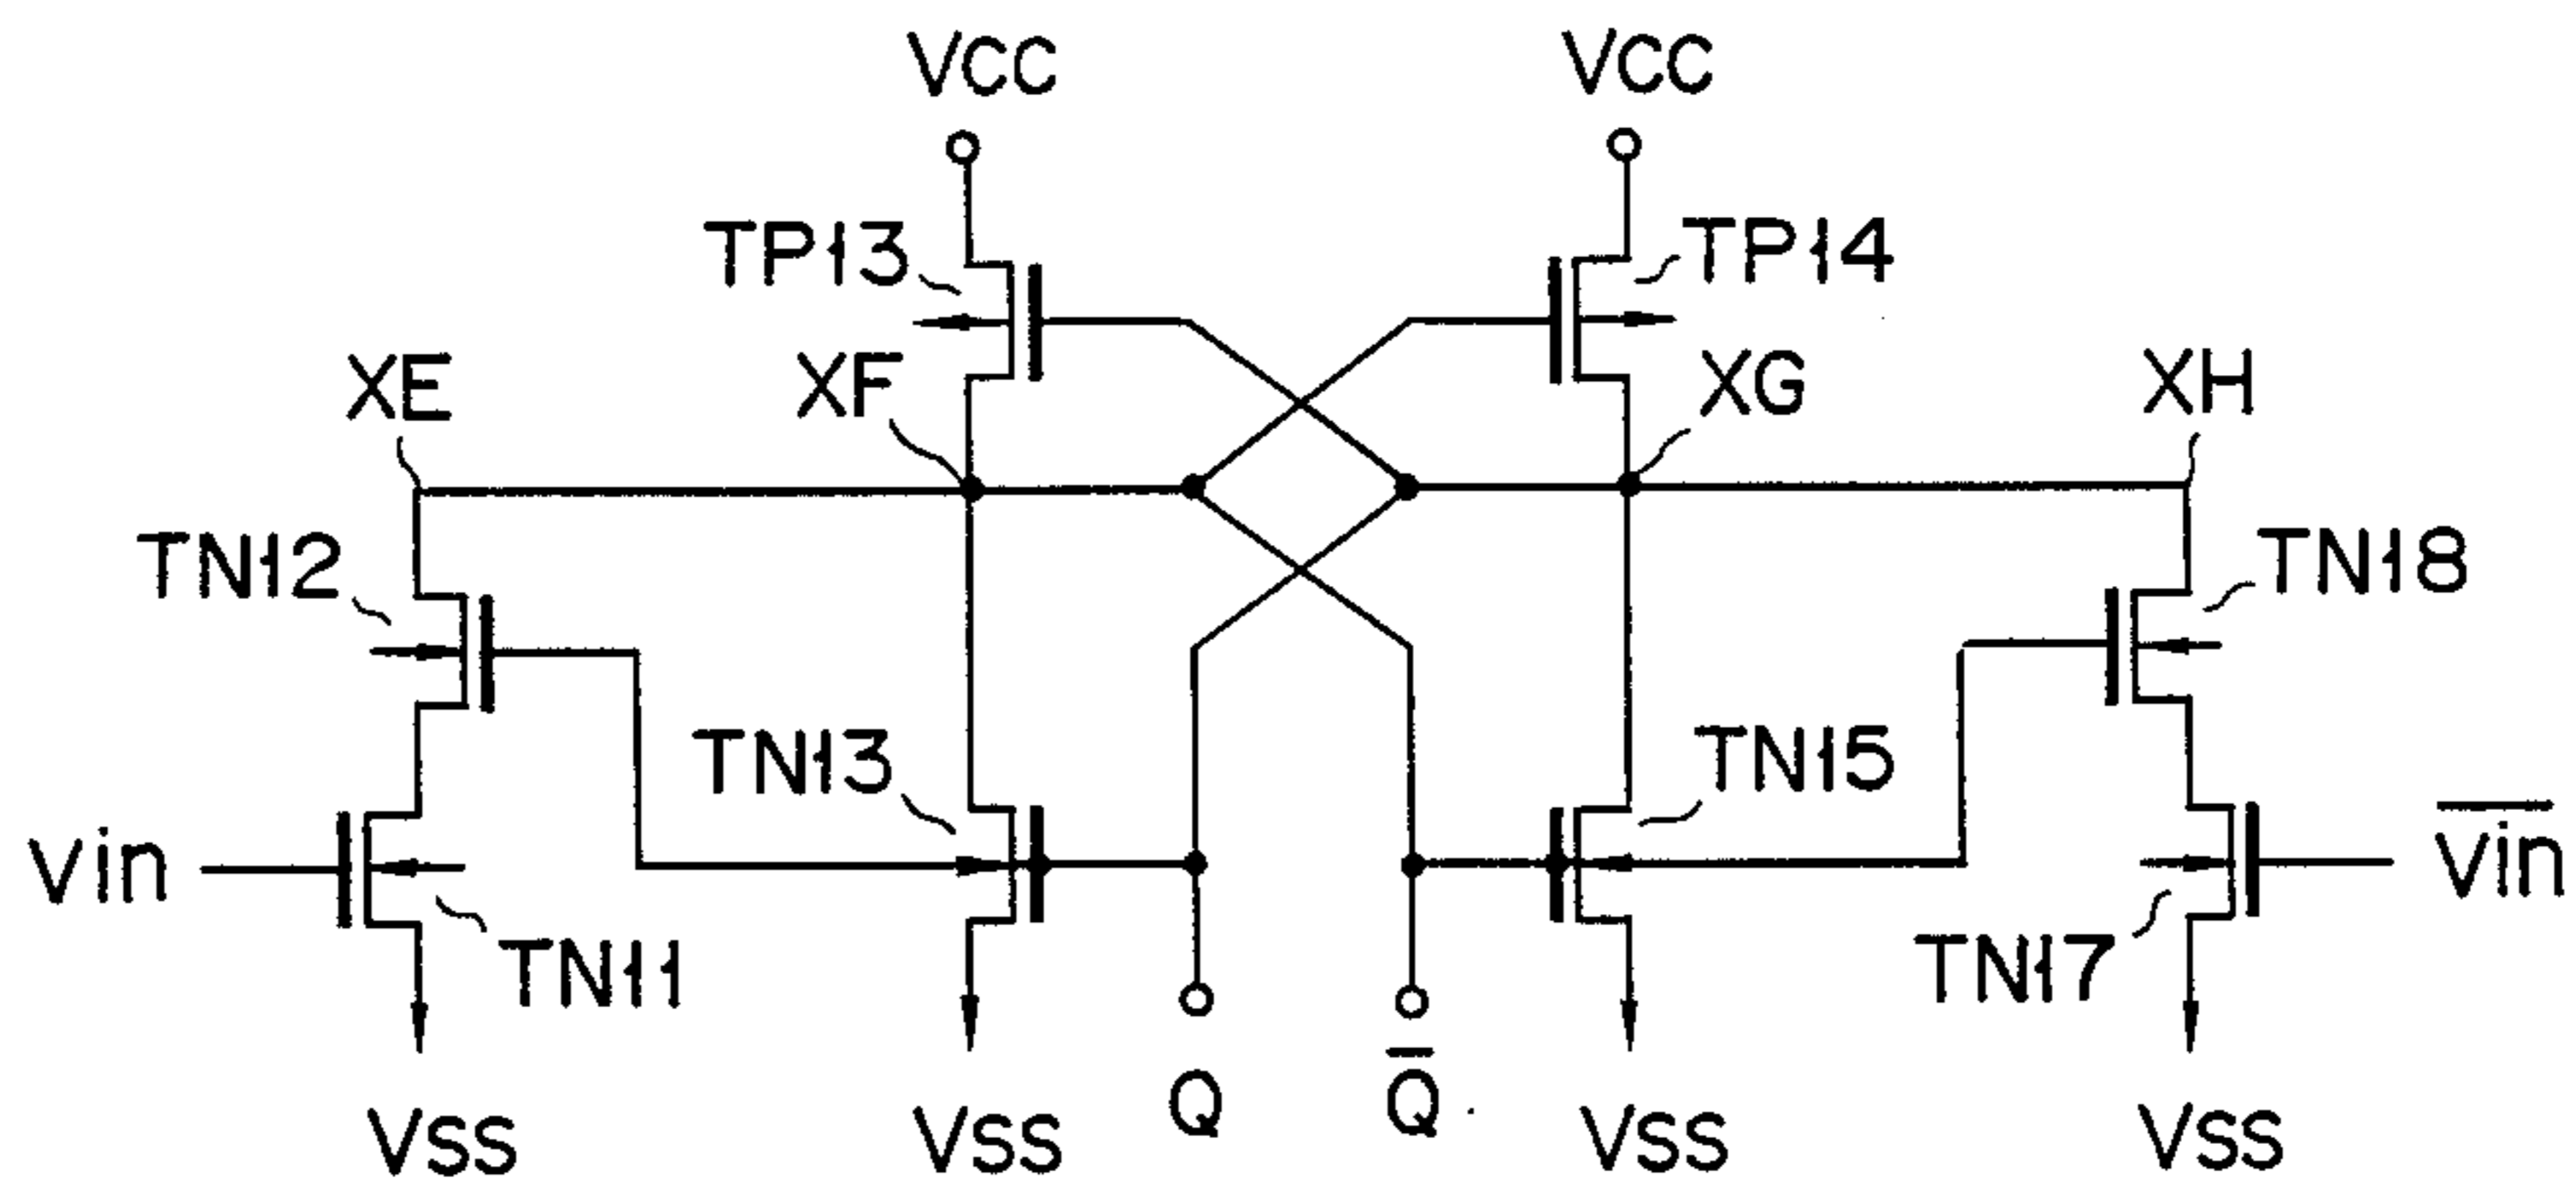 VCC VCC
TP13 TP14
XE XF XG XH
TN12 TN18
TN13 TN15
Vin V̅i̅n̅
TN11 TN17
VSS VSS Q Q̅ VSS VSS